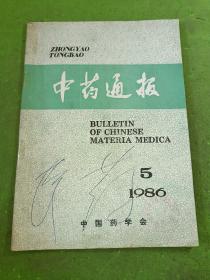 ZHONGYAO
TONGBAO
中药通报
BULLETIN
OF CHINESE
MATERIA MEDICA
5
1986
中国药学会